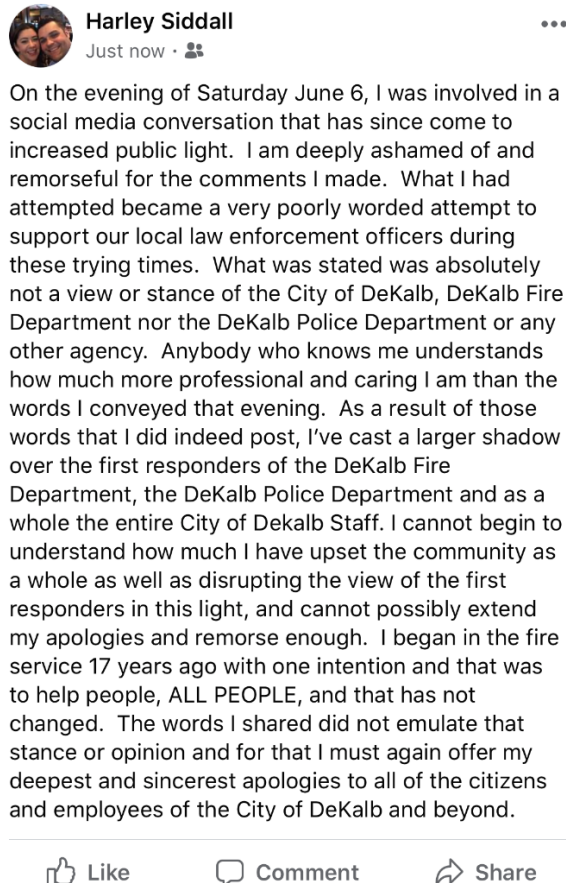 Harley Siddall
Just now ·
On the evening of Saturday June 6, I was involved in a
social media conversation that has since come to
increased public light.  I am deeply ashamed of and
remorseful for the comments I made.  What I had
attempted became a very poorly worded attempt to
support our local law enforcement officers during
these trying times.  What was stated was absolutely
not a view or stance of the City of DeKalb, DeKalb Fire
Department nor the DeKalb Police Department or any
other agency.  Anybody who knows me understands
how much more professional and caring I am than the
words I conveyed that evening.  As a result of those
words that I did indeed post, I’ve cast a larger shadow
over the first responders of the DeKalb Fire
Department, the DeKalb Police Department and as a
whole the entire City of Dekalb Staff. I cannot begin to
understand how much I have upset the community as
a whole as well as disrupting the view of the first
responders in this light, and cannot possibly extend
my apologies and remorse enough.  I began in the fire
service 17 years ago with one intention and that was
to help people, ALL PEOPLE, and that has not
changed.  The words I shared did not emulate that
stance or opinion and for that I must again offer my
deepest and sincerest apologies to all of the citizens
and employees of the City of DeKalb and beyond.
Like Comment Share